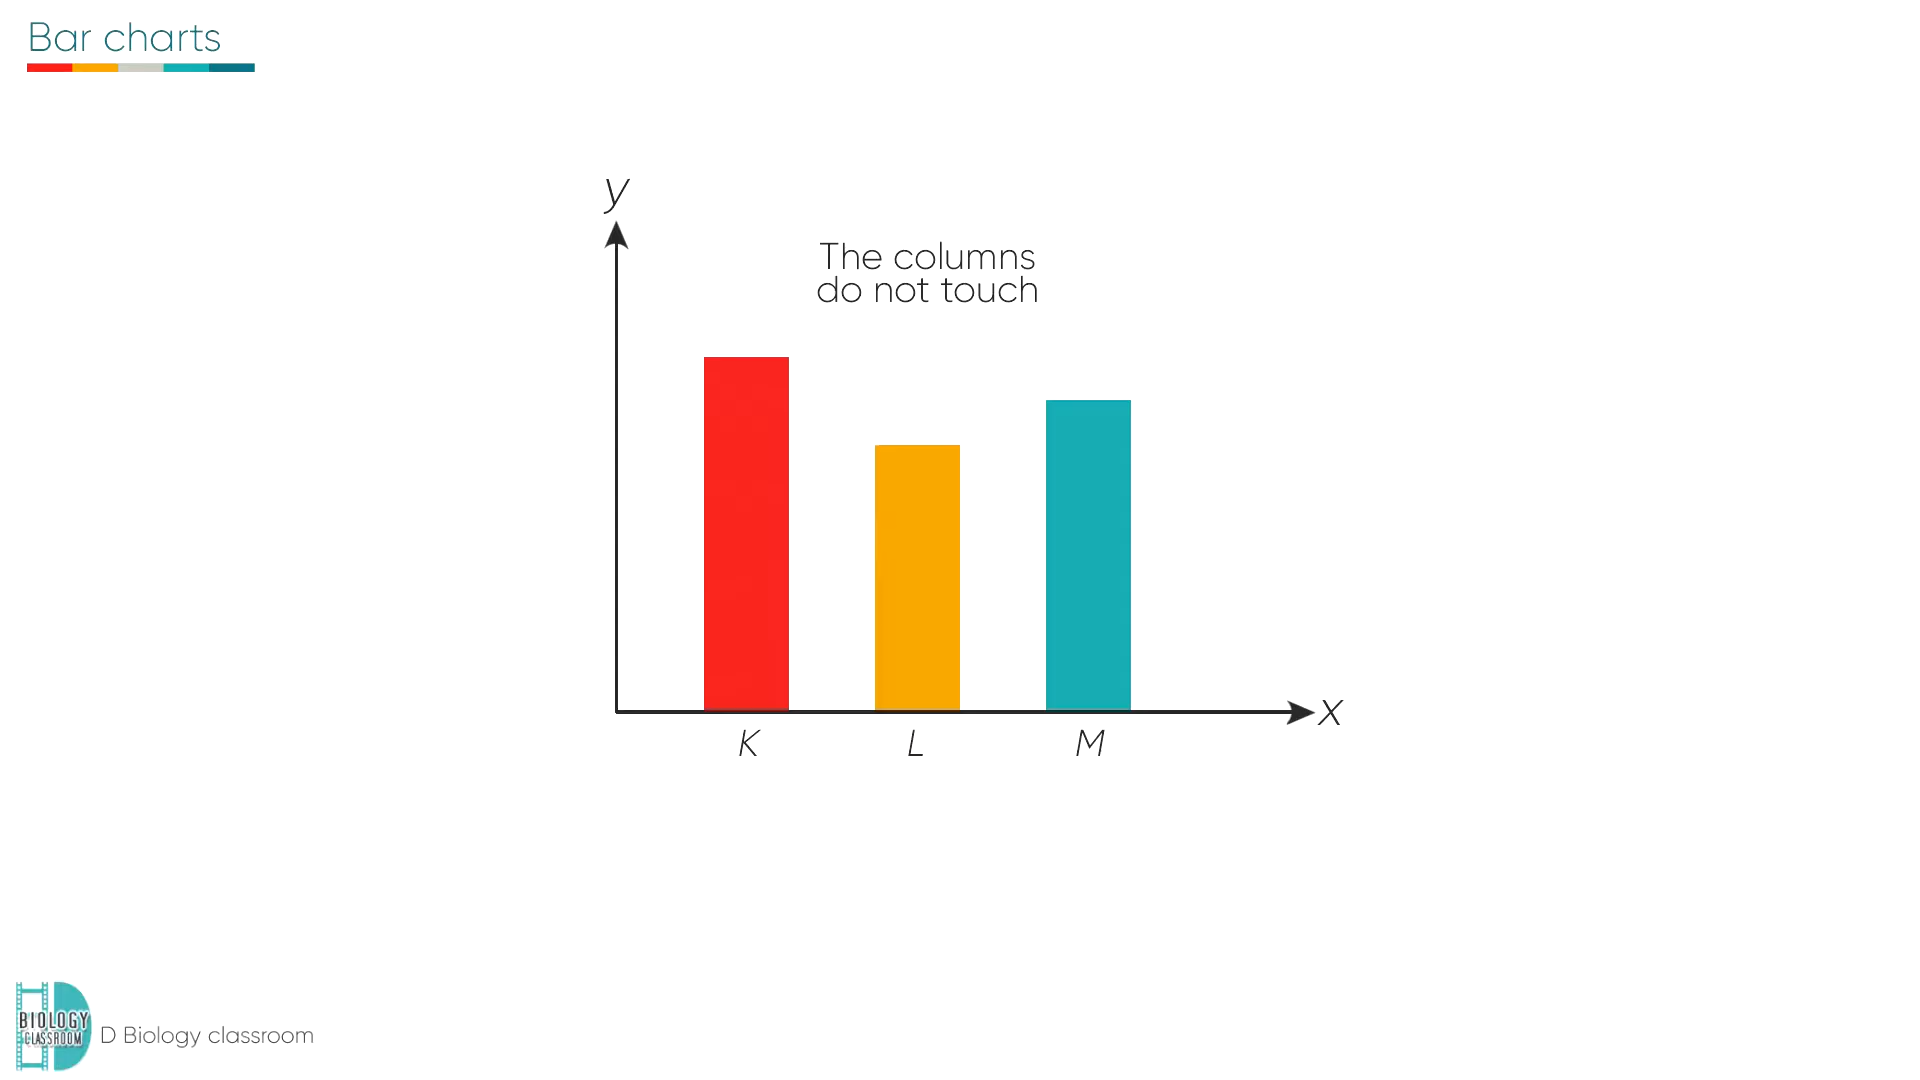 Bar charts
y
The columns
do not touch
x
K L M
BIOLOGY
CLASSROOM
D Biology classroom